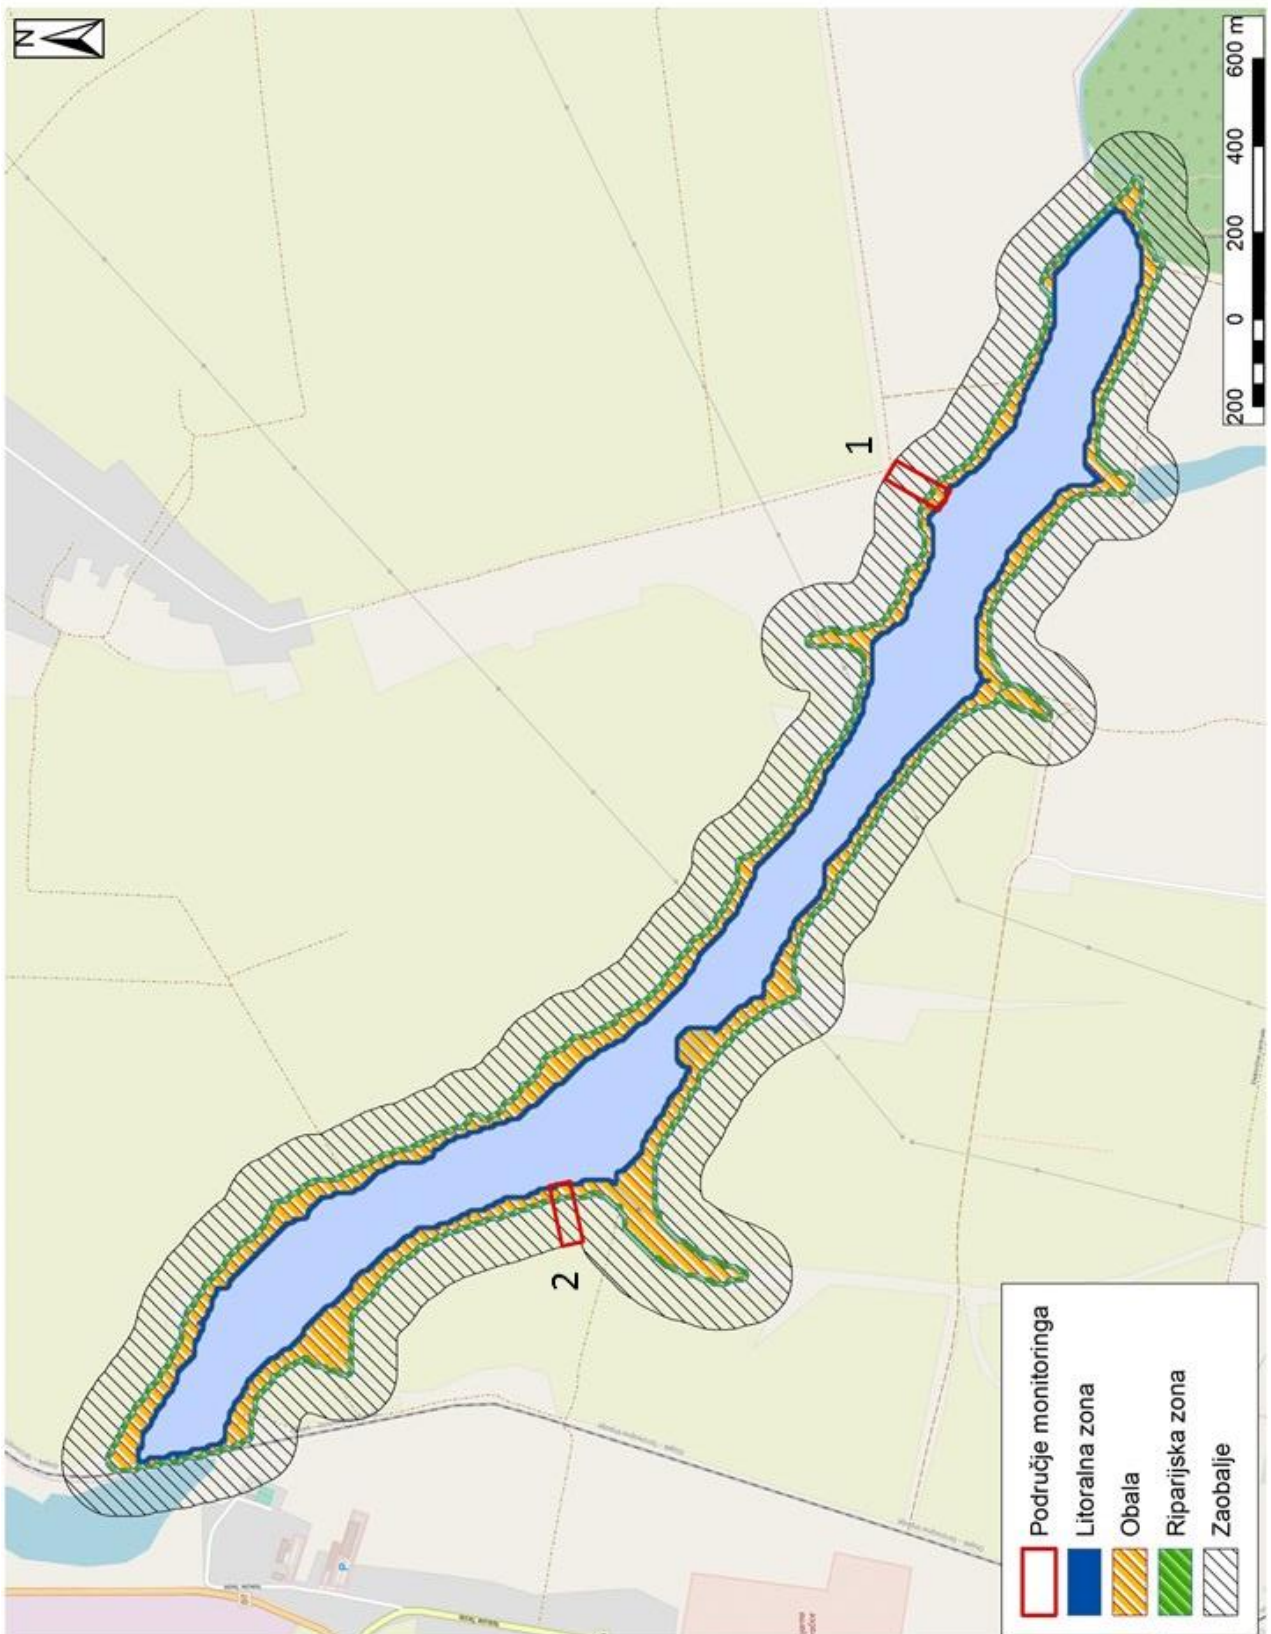 N
1
2
Područje monitoringa
Litoralna zona
Obala
Riparijska zona
Zaobalje
200 0 200 400 600 m
P